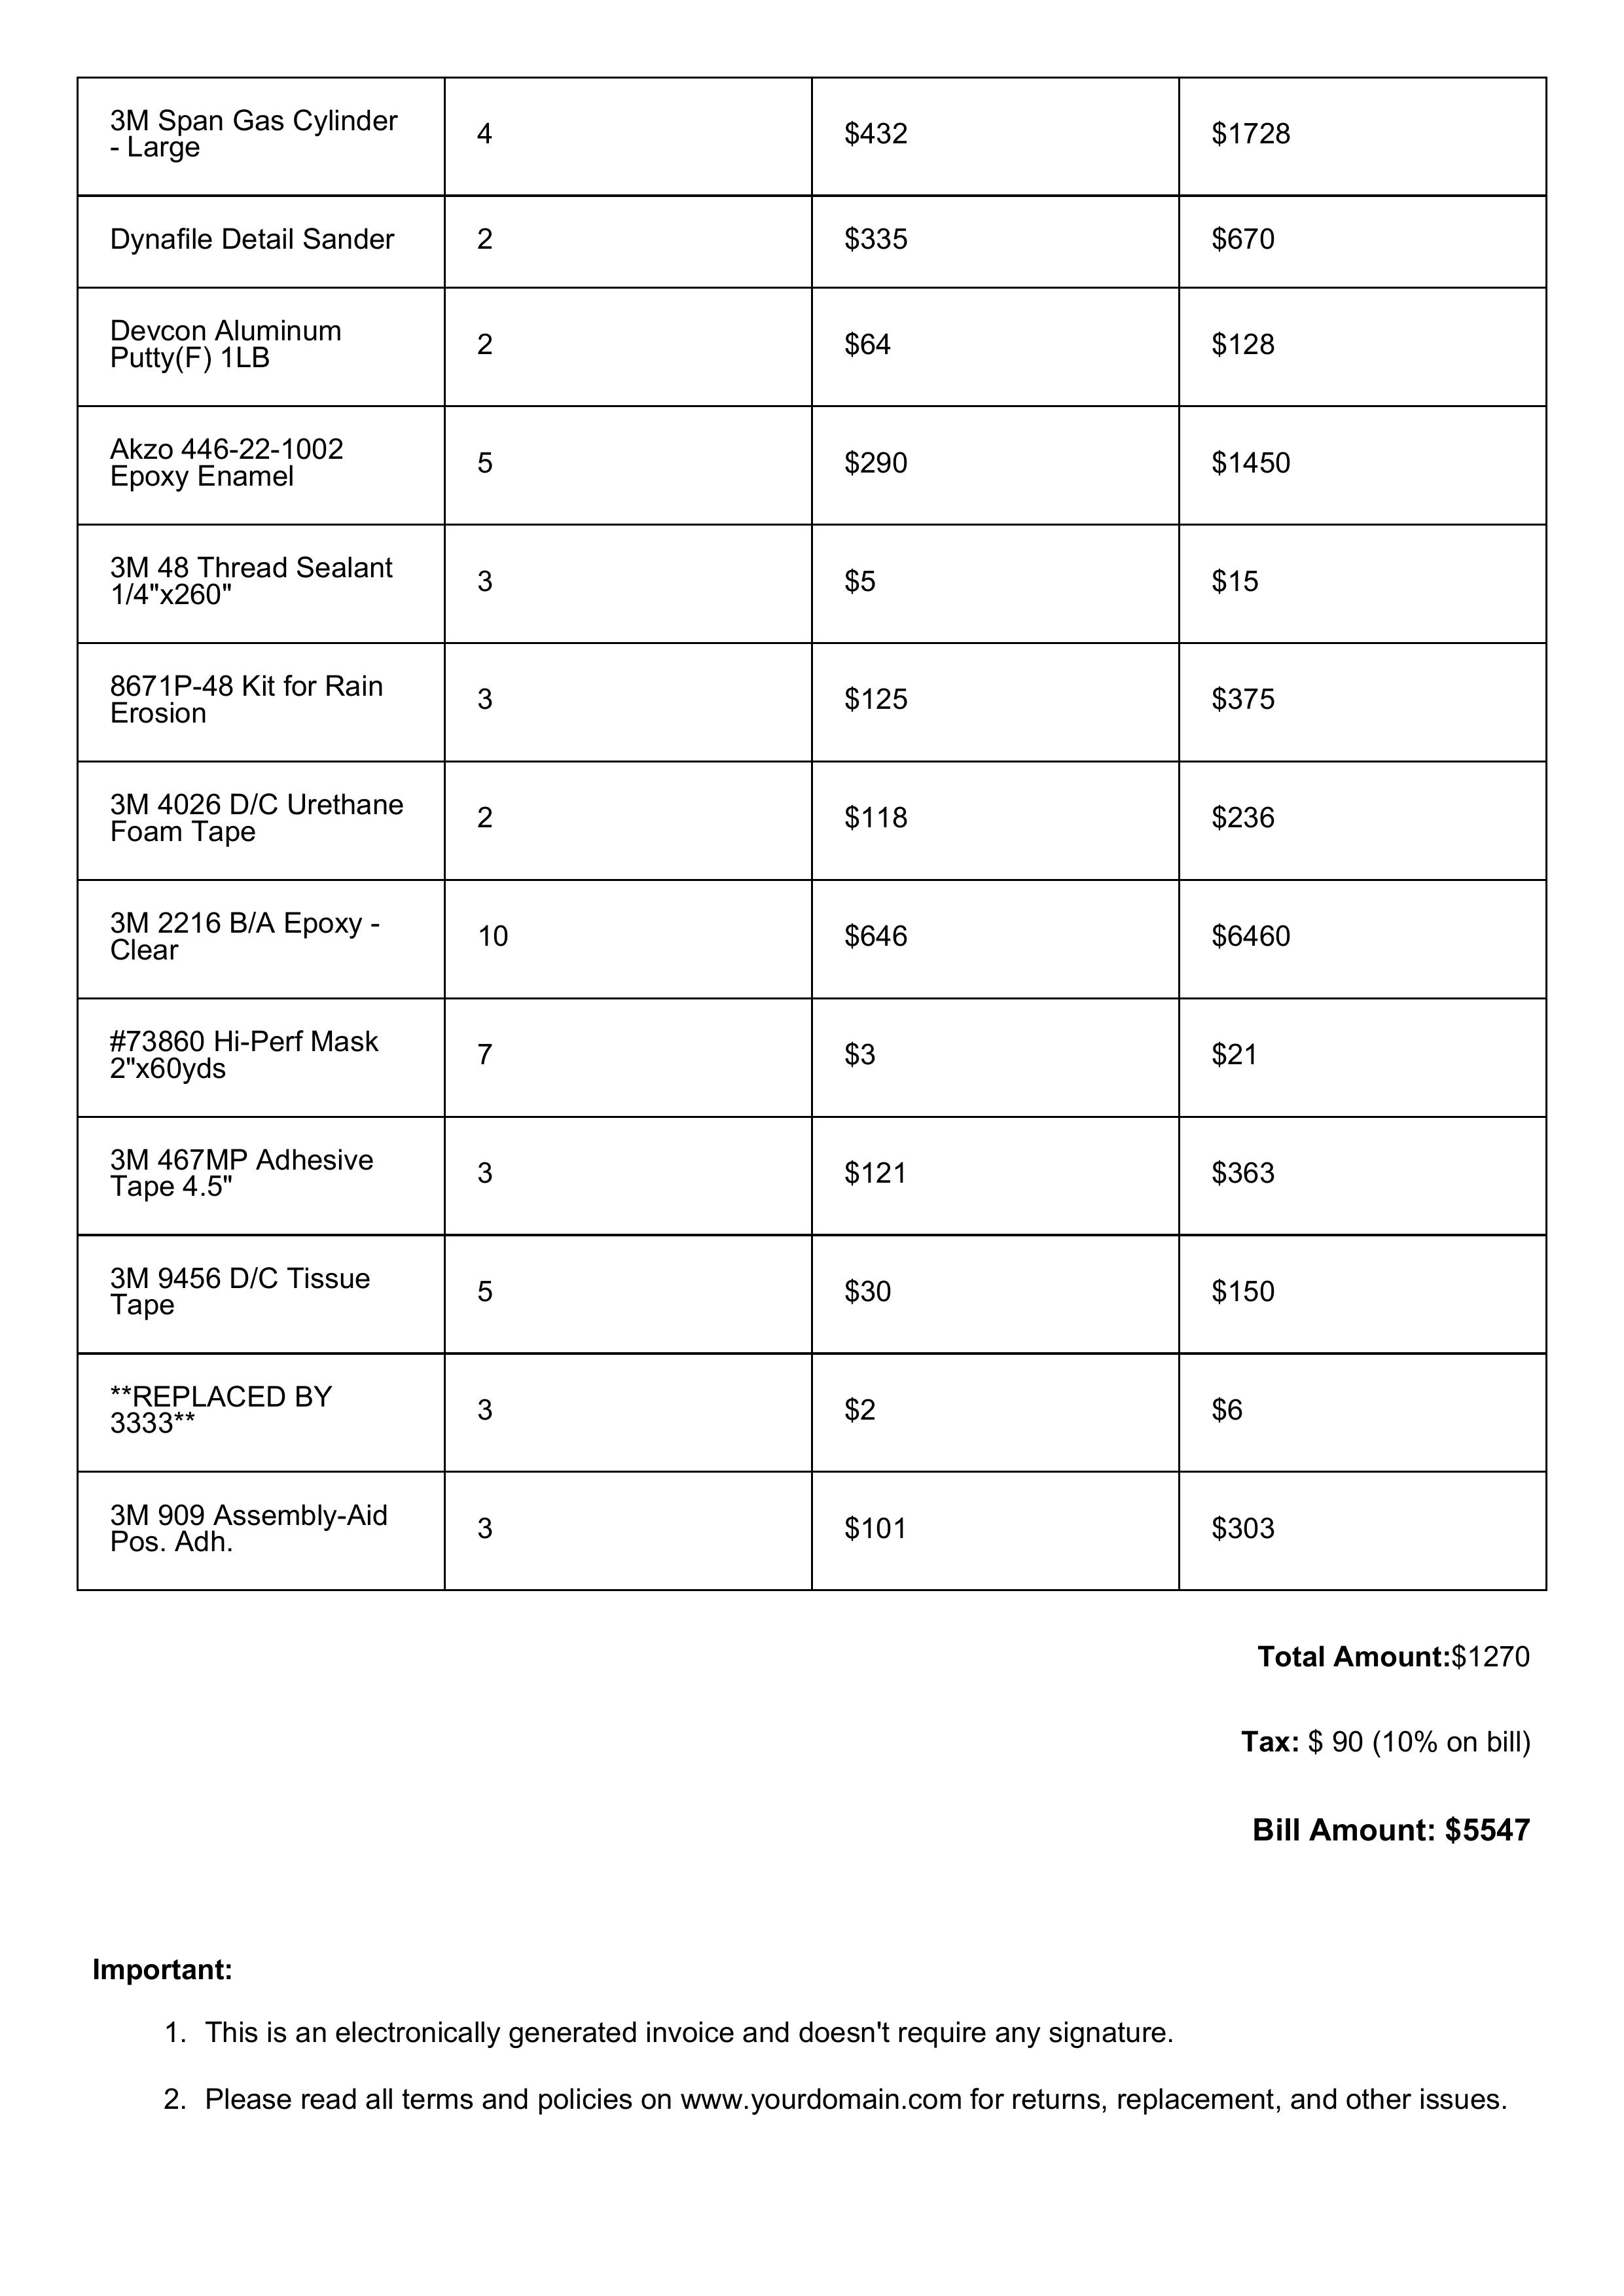 3M Span Gas Cylinder
- Large
4
$432
$1728
Dynafile Detail Sander
2
$335
$670
Devcon Aluminum
Putty(F) 1LB
2
$64
$128
Akzo 446-22-1002
Epoxy Enamel
5
$290
$1450
3M 48 Thread Sealant
1/4"x260"
3
$5
$15
8671P-48 Kit for Rain
Erosion
3
$125
$375
3M 4026 D/C Urethane
Foam Tape
2
$118
$236
3M 2216 B/A Epoxy -
Clear
10
$646
$6460
#73860 Hi-Perf Mask
2"x60yds
7
$3
$21
3M 467MP Adhesive
Tape 4.5"
3
$121
$363
3M 9456 D/C Tissue
Tape
5
$30
$150
**REPLACED BY
3333**
3
$2
$6
3M 909 Assembly-Aid
Pos. Adh.
3
$101
$303
Total Amount:$1270
Tax: $ 90 (10% on bill)
Bill Amount: $5547
Important:
1. This is an electronically generated invoice and doesn't require any signature.
2. Please read all terms and policies on www.yourdomain.com for returns, replacement, and other issues.